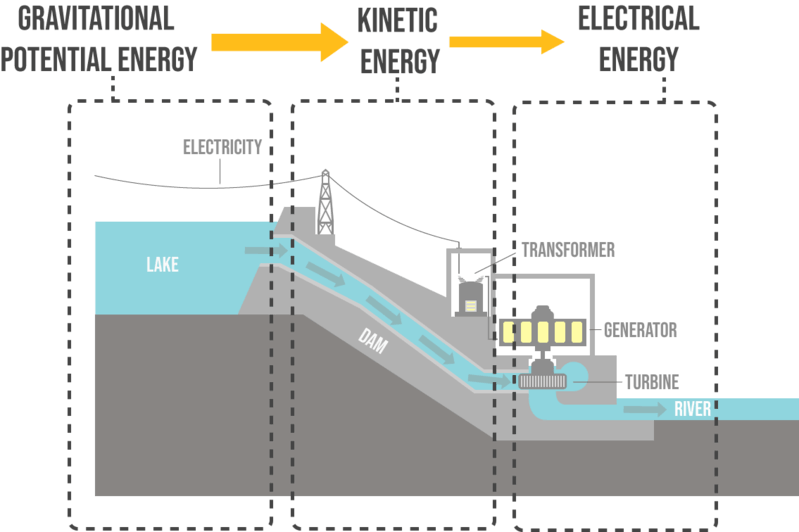 GRAVITATIONAL
POTENTIAL ENERGY
KINETIC
ENERGY
ELECTRICAL
ENERGY
ELECTRICITY
LAKE
DAM
TRANSFORMER
GENERATOR
TURBINE
RIVER